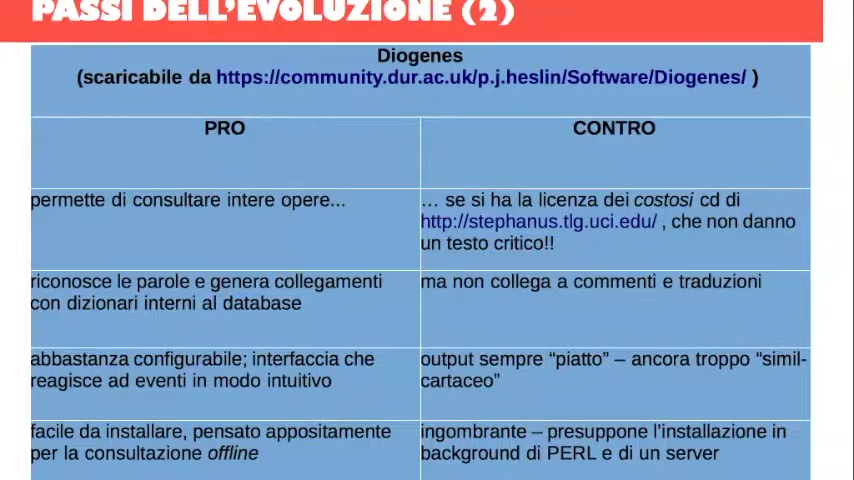 PASSI DELL'EVOLUZIONE (2)
Diogenes
(scaricabile da https://community.dur.ac.uk/p.j.heslin/Software/Diogenes/ )
PRO
CONTRO
permette di consultare intere opere...
… se si ha la licenza dei costosi cd di
http://stephanus.tlg.uci.edu/ , che non danno
un testo critico!!
riconosce le parole e genera collegamenti
con dizionari interni al database
ma non collega a commenti e traduzioni
abbastanza configurabile; interfaccia che
reagisce ad eventi in modo intuitivo
output sempre “piatto” – ancora troppo “simil-
cartaceo”
facile da installare, pensato appositamente
per la consultazione offline
ingombrante – presuppone l'installazione in
background di PERL e di un server